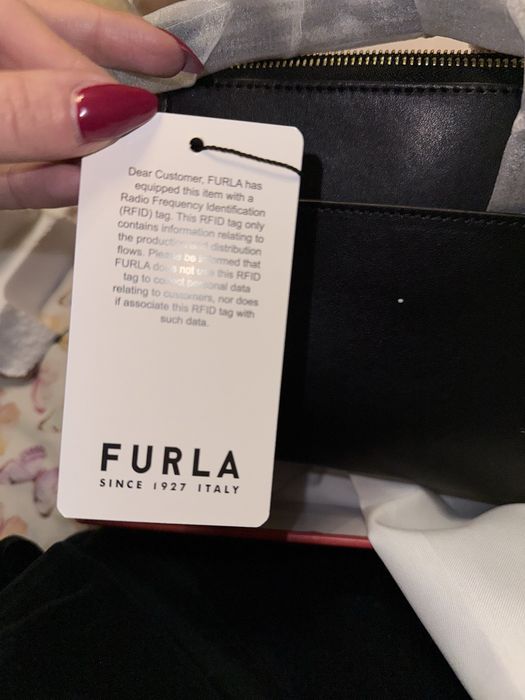 Dear Customer, FURLA has
equipped this item with a
Radio Frequency Identification
(RFID) tag. This RFID tag only
contains information relating to
the production and distribution
flows. Please be informed that
FURLA does not use this RFID
tag to collect personal data
relating to customers, nor does
if associate this RFID tag with
such data.
FURLA
SINCE 1927 ITALY